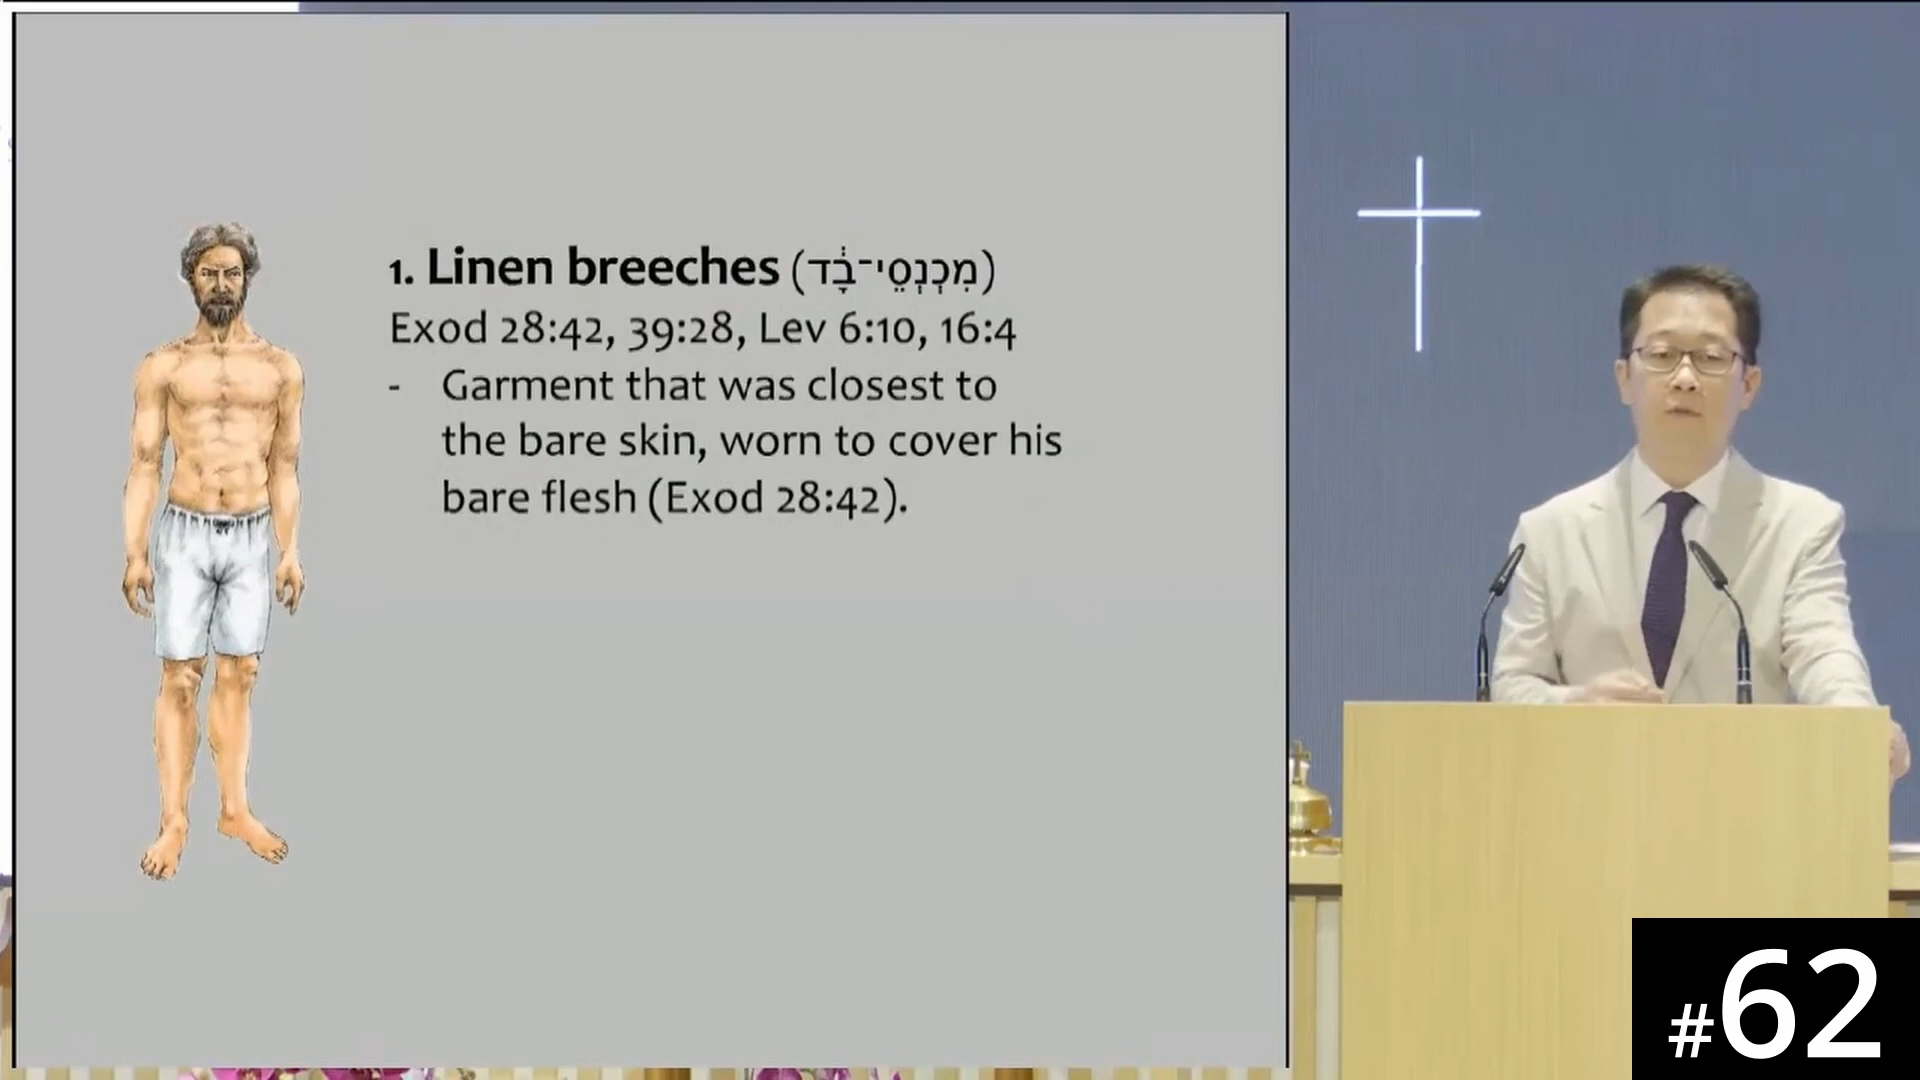 1. Linen breeches (מִכְנְסֵי־בָ֔ד)
Exod 28:42, 39:28, Lev 6:10, 16:4
- Garment that was closest to
the bare skin, worn to cover his
bare flesh (Exod 28:42).
#62